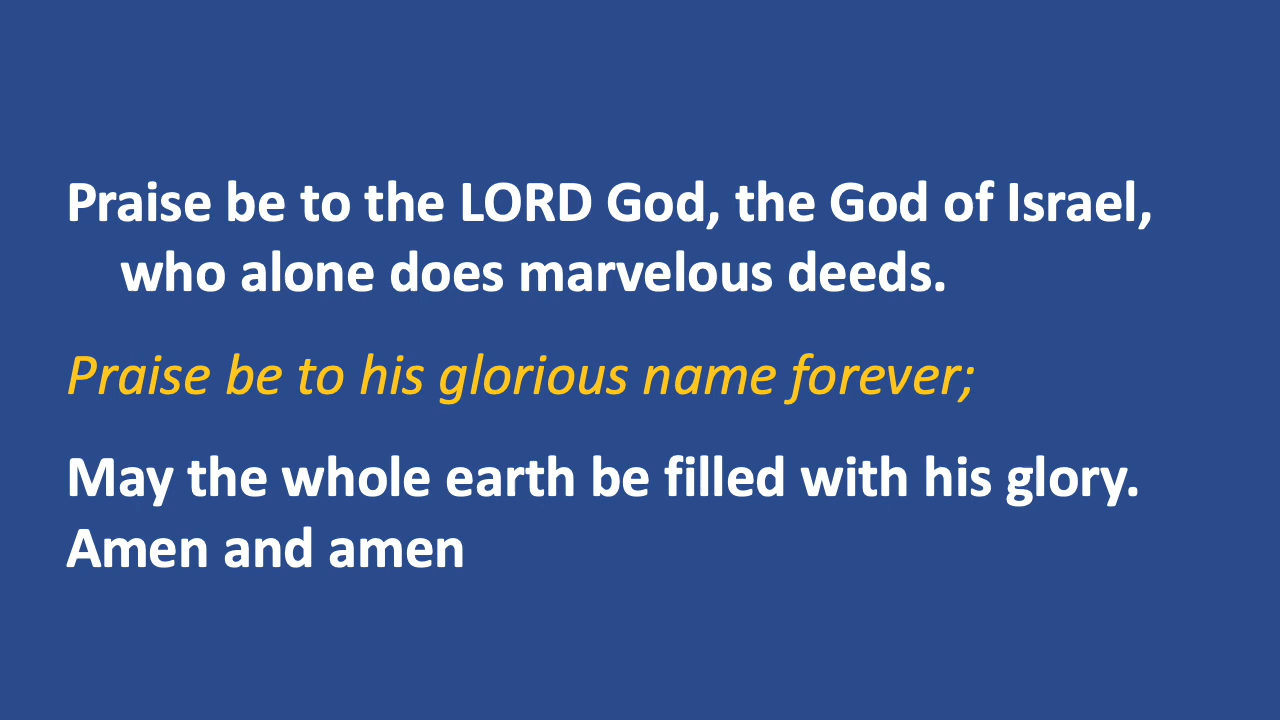 Praise be to the LORD God, the God of Israel,
who alone does marvelous deeds.
Praise be to his glorious name forever;
May the whole earth be filled with his glory.
Amen and amen